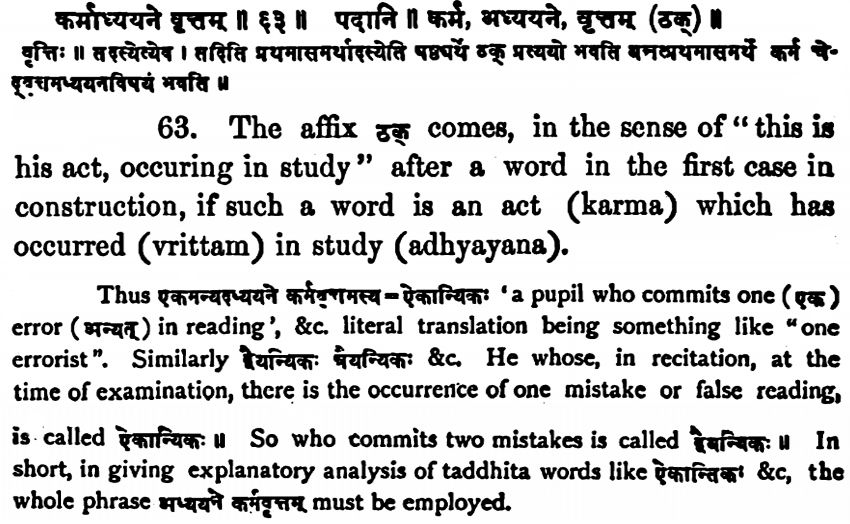 कर्माध्ययने वृत्तम् ॥ ६३ ॥ पदानि ॥ कर्म, अध्ययने, वृत्तम् (ठक्) ॥
वृत्तिः ॥ तदस्येत्येव । तदिति प्रथमासमर्थादस्येति षष्ठ्यर्थे ठक् प्रत्ययो भवति यत्तत्प्रथमासमर्थं कर्म चे-
द्वृत्तमध्ययनविषयं भवति ॥
63. The affix ठक् comes, in the sense of “this is
his act, occuring in study” after a word in the first case in
construction, if such a word is an act (karma) which has
occurred (vrittam) in study (adhyayana).
Thus एकमन्यदध्ययने कर्मवृत्तमस्य = ऐकान्यिकः ‘a pupil who commits one (एक)
error (अन्यत्) in reading’, &c. literal translation being something like “one
errorist”. Similarly द्वैयन्यिकः त्रैयन्यिकः &c. He whose, in recitation, at the
time of examination, there is the occurrence of one mistake or false reading,
is called ऐकान्यिकः ॥ So who commits two mistakes is called द्वैयन्यिकः ॥ In
short, in giving explanatory analysis of taddhita words like ऐकान्तिकः &c, the
whole phrase अध्ययने कर्मवृत्तम् must be employed.